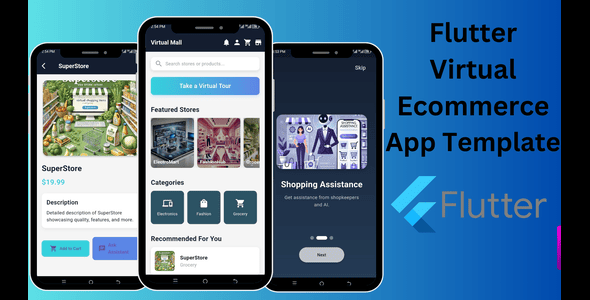 Flutter
Virtual
Ecommerce
App Template
Flutter
SuperStore
SuperStore
$19.99
Description
Detailed description of SuperStore
showcasing quality, features, and more.
Add to Cart
Virtual Mall
Search stores or products...
Take a Virtual Tour
Featured Stores
ElectroMart
FashionHub
Categories
Electronics
Fashion
Grocery
Recommended For You
SuperStore
Grocery
Skip
SHOPPING
Shopping Assistance
Get assistance from shopkeepers
and AI.
Next